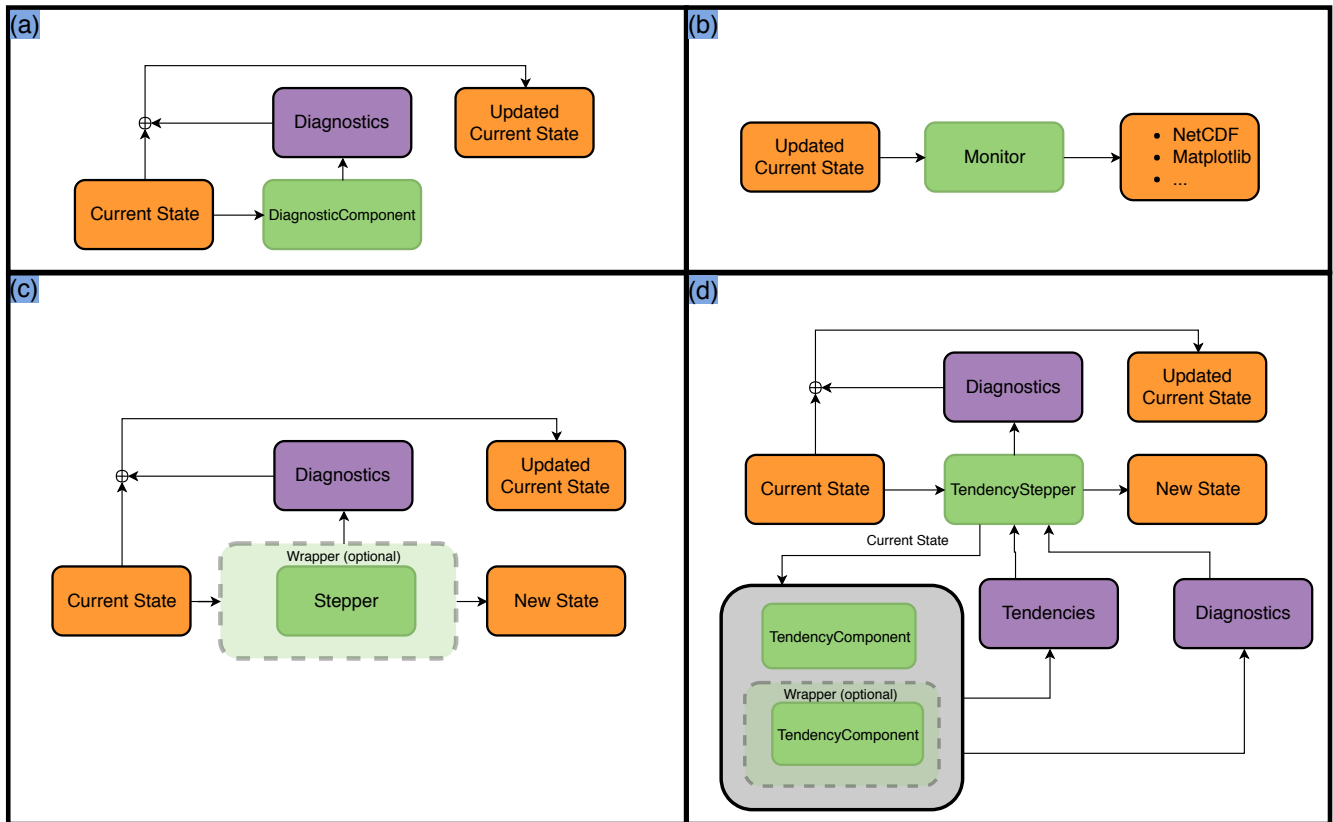 (a)
Diagnostics
Updated
Current State
Current State
DiagnosticComponent
(b)
Updated
Current State
Monitor
• NetCDF
• Matplotlib
• ...
(c)
Diagnostics
Updated
Current State
Wrapper (optional)
Current State
Stepper
New State
(d)
Diagnostics
Updated
Current State
Current State
TendencyStepper
New State
Current State
Tendencies
Diagnostics
TendencyComponent
Wrapper (optional)
TendencyComponent